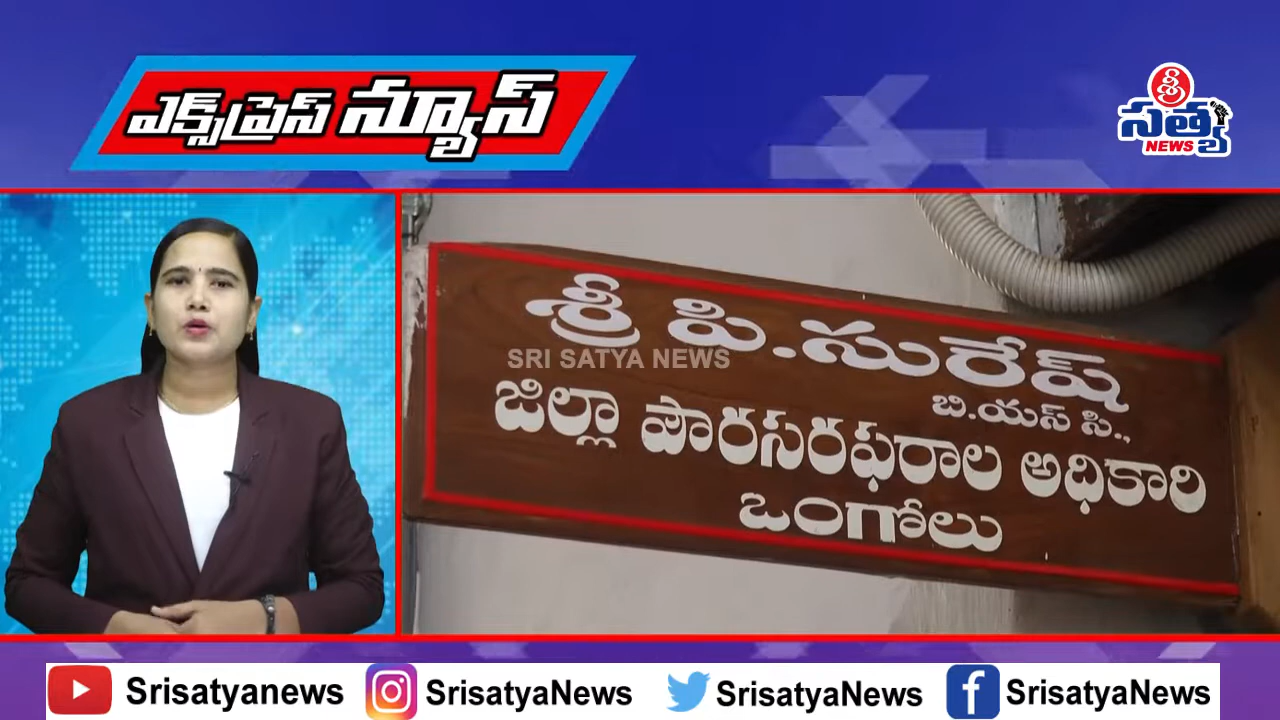 ఎక్స్‌ప్రెస్ న్యూస్
శ్రీ
సత్య
NEWS
శ్రీ పి.సురేష్
బి.యస్ సి.,
SRI SATYA NEWS
జిల్లా పౌరసరఫరాల అధికారి
ఒంగోలు
Srisatyanews
SrisatyaNews
SrisatyaNews
SrisatyaNews